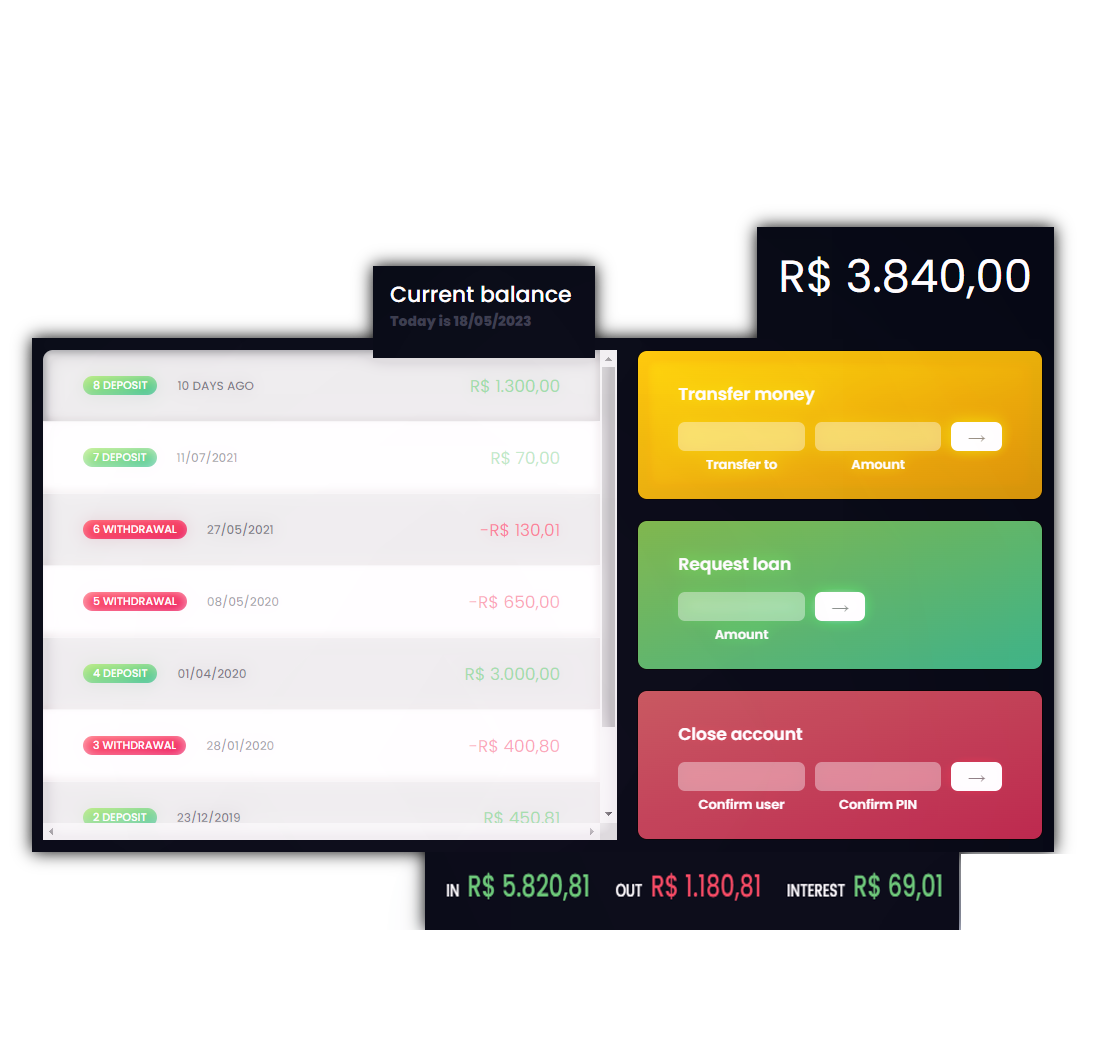 R$ 3.840,00
Current balance
Today is 18/05/2023
8 DEPOSIT 10 DAYS AGO R$ 1.300,00
7 DEPOSIT 11/07/2021 R$ 70,00
6 WITHDRAWAL 27/05/2021 -R$ 130,01
5 WITHDRAWAL 08/05/2020 -R$ 650,00
4 DEPOSIT 01/04/2020 R$ 3.000,00
3 WITHDRAWAL 28/01/2020 -R$ 400,80
2 DEPOSIT 23/12/2019 R$ 450,81
Transfer money
→
Transfer to Amount
Request loan
→
Amount
Close account
→
Confirm user Confirm PIN
IN R$ 5.820,81 OUT R$ 1.180,81 INTEREST R$ 69,01